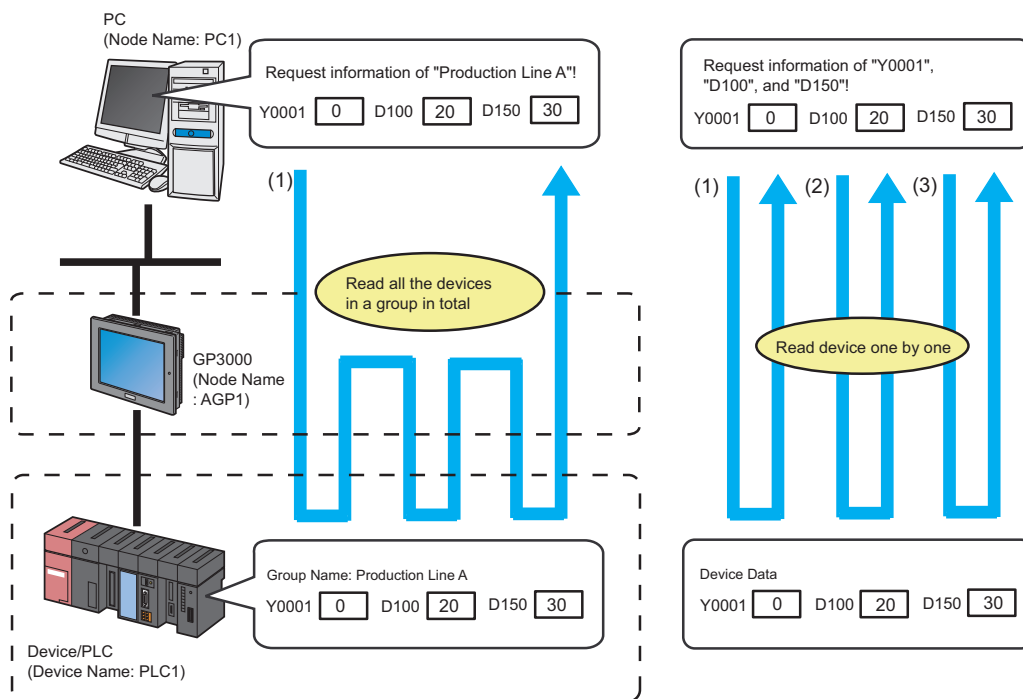 PC
(Node Name: PC1)
Request information of "Production Line A"!
Y0001 0 D100 20 D150 30
Request information of "Y0001",
"D100", and "D150"!
Y0001 0 D100 20 D150 30
(1)
(1) (2) (3)
Read all the devices
in a group in total
Read device one by one
GP3000
(Node Name
: AGP1)
Group Name: Production Line A
Y0001 0 D100 20 D150 30
Device Data
Y0001 0 D100 20 D150 30
Device/PLC
(Device Name: PLC1)